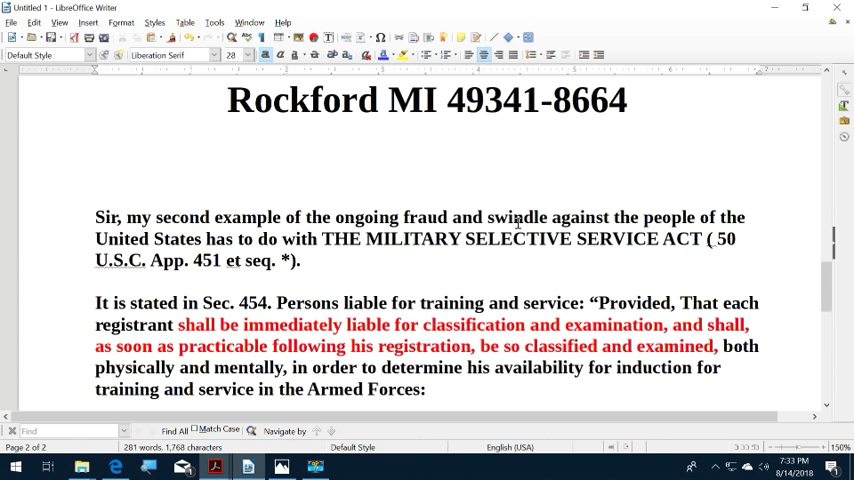 Untitled 1 - LibreOffice Writer
File Edit View Insert Format Styles Table Tools Window Help
Default Style Liberation Serif 28
Rockford MI 49341-8664
Sir, my second example of the ongoing fraud and swindle against the people of the
United States has to do with THE MILITARY SELECTIVE SERVICE ACT ( 50
U.S.C. App. 451 et seq. *).
It is stated in Sec. 454. Persons liable for training and service: “Provided, That each
registrant shall be immediately liable for classification and examination, and shall,
as soon as practicable following his registration, be so classified and examined, both
physically and mentally, in order to determine his availability for induction for
training and service in the Armed Forces:
Find Find All Match Case Navigate by
Page 2 of 2 281 words, 1,768 characters Default Style English (USA) 150%
7:33 PM
8/14/2018